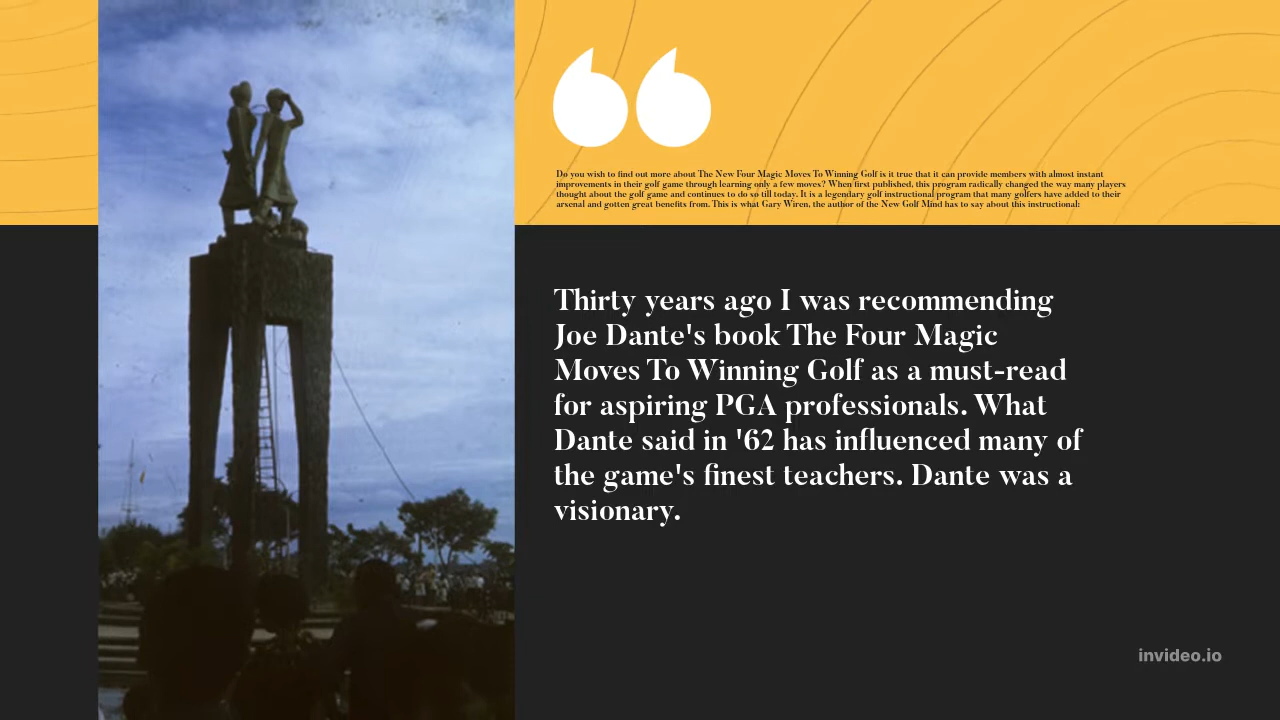 Do you wish to find out more about The New Four Magic Moves To Winning Golf is it true that it can provide members with almost instant
improvements in their golf game through learning only a few moves? When first published, this program radically changed the way many players
thought about the golf game and continues to do so till today. It is a legendary golf instructional program that many golfers have added to their
arsenal and gotten great benefits from. This is what Gary Wiren, the author of the New Golf Mind has to say about this instructional:
Thirty years ago I was recommending
Joe Dante's book The Four Magic
Moves To Winning Golf as a must-read
for aspiring PGA professionals. What
Dante said in '62 has influenced many of
the game's finest teachers. Dante was a
visionary.
invideo.io